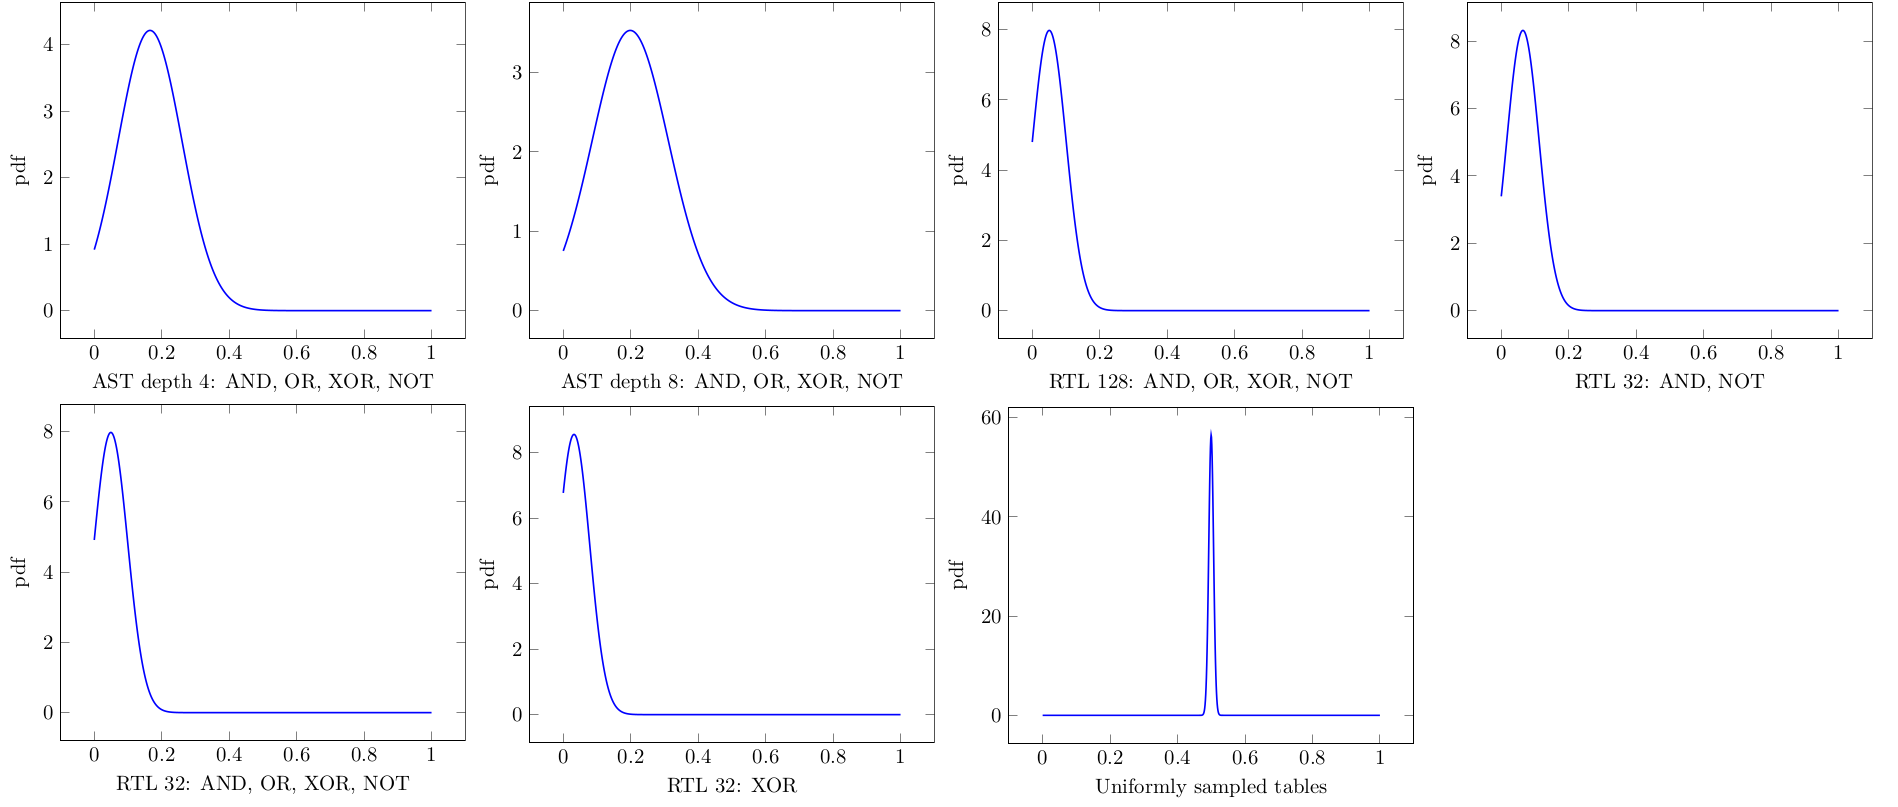 4
3
2
1
0
pdf
0 0.2 0.4 0.6 0.8 1
AST depth 4: AND, OR, XOR, NOT
3
2
1
0
pdf
0 0.2 0.4 0.6 0.8 1
AST depth 8: AND, OR, XOR, NOT
8
6
4
2
0
pdf
0 0.2 0.4 0.6 0.8 1
RTL 128: AND, OR, XOR, NOT
8
6
4
2
0
pdf
0 0.2 0.4 0.6 0.8 1
RTL 32: AND, NOT
8
6
4
2
0
pdf
0 0.2 0.4 0.6 0.8 1
RTL 32: AND, OR, XOR, NOT
8
6
4
2
0
pdf
0 0.2 0.4 0.6 0.8 1
RTL 32: XOR
60
40
20
0
pdf
0 0.2 0.4 0.6 0.8 1
Uniformly sampled tables